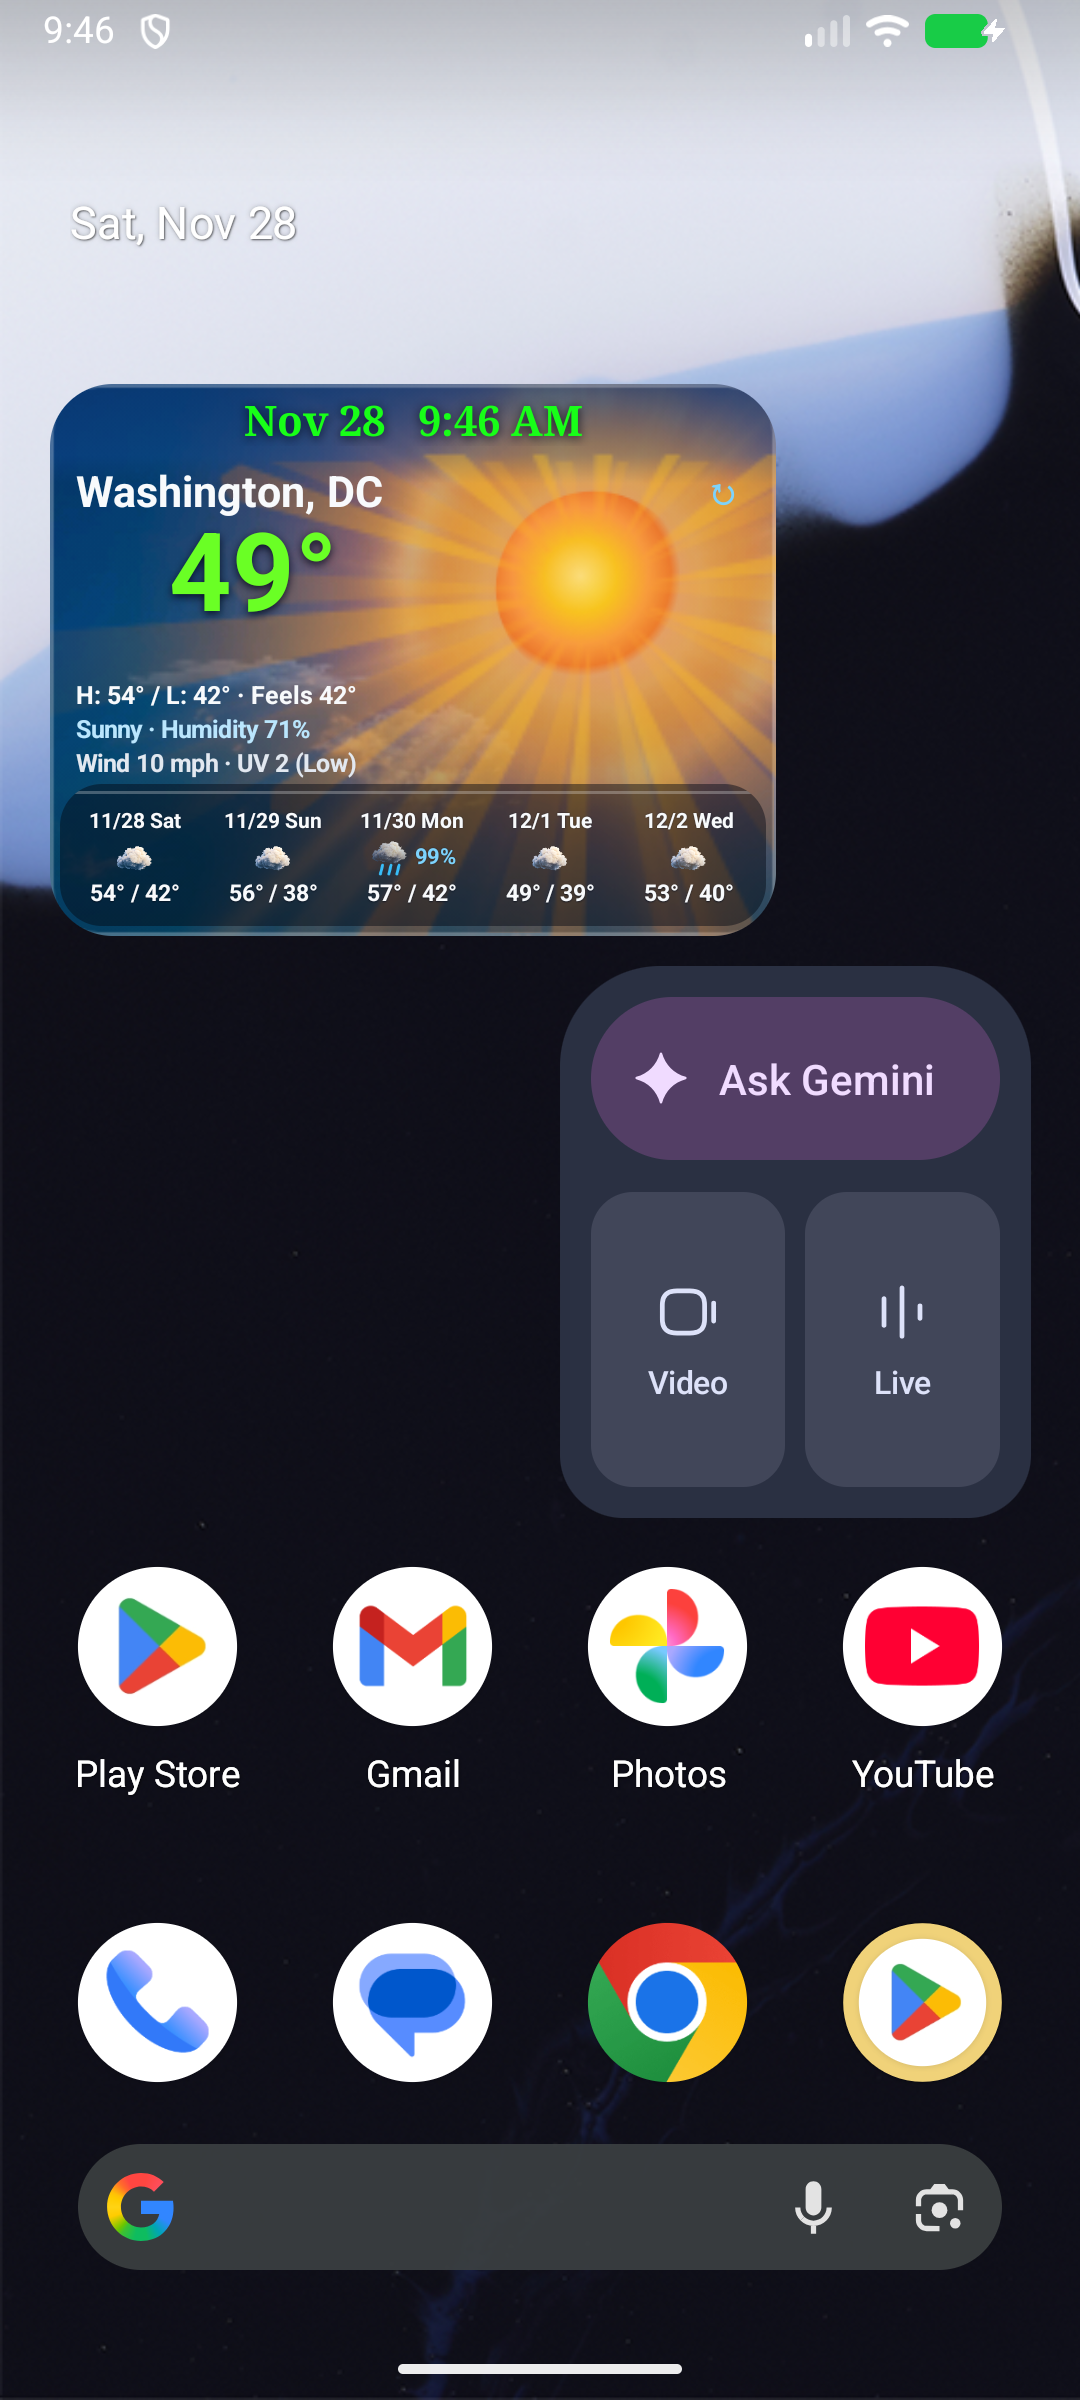 9:46
Sat, Nov 28
Nov 28 9:46 AM
Washington, DC
49°
H: 54° / L: 42° · Feels 42°
Sunny · Humidity 71%
Wind 10 mph · UV 2 (Low)
11/28 Sat 11/29 Sun 11/30 Mon 12/1 Tue 12/2 Wed
99%
54° / 42° 56° / 38° 57° / 42° 49° / 39° 53° / 40°
Ask Gemini
Video Live
Play Store Gmail Photos YouTube